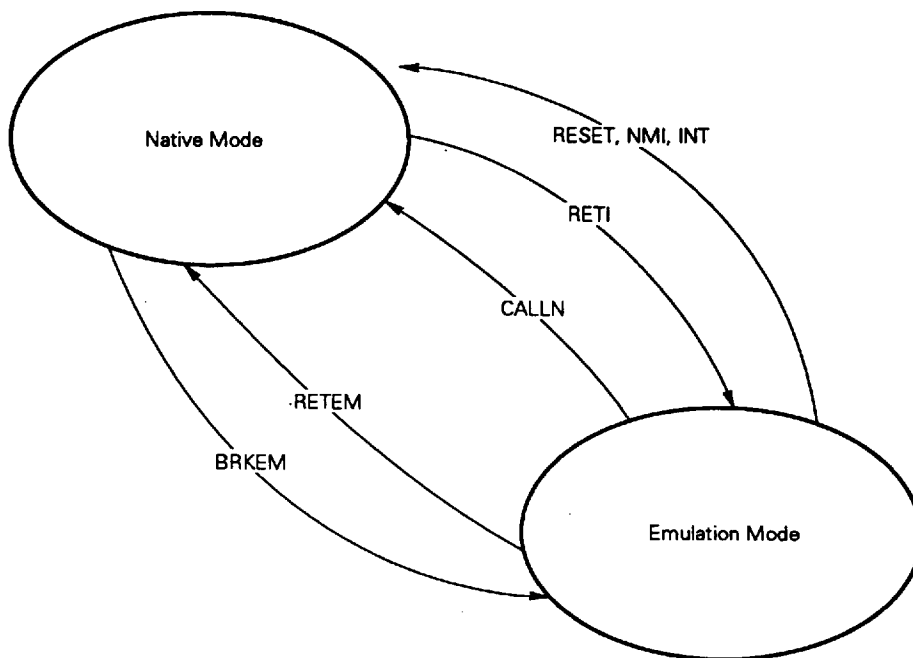 Native Mode
RESET, NMI, INT
RETI
CALLN
RETEM
BRKEM
Emulation Mode